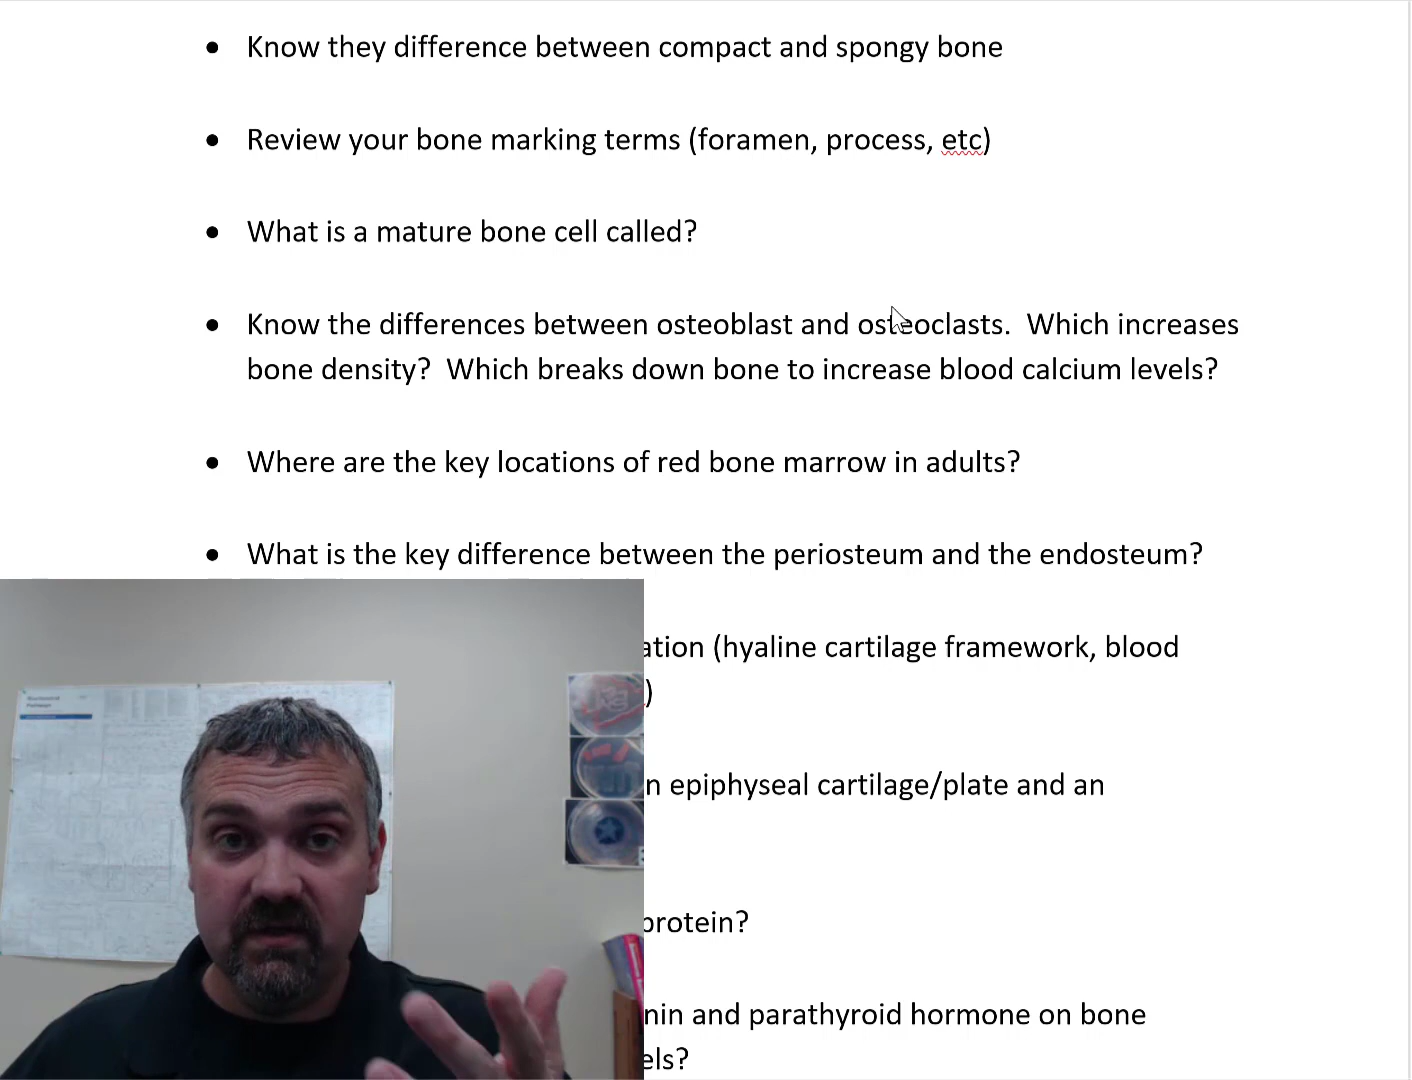 • Know they difference between compact and spongy bone
• Review your bone marking terms (foramen, process, etc)
• What is a mature bone cell called?
• Know the differences between osteoblast and osteoclasts. Which increases
bone density? Which breaks down bone to increase blood calcium levels?
• Where are the key locations of red bone marrow in adults?
• What is the key difference between the periosteum and the endosteum?
ation (hyaline cartilage framework, blood
)
n epiphyseal cartilage/plate and an
protein?
nin and parathyroid hormone on bone
els?